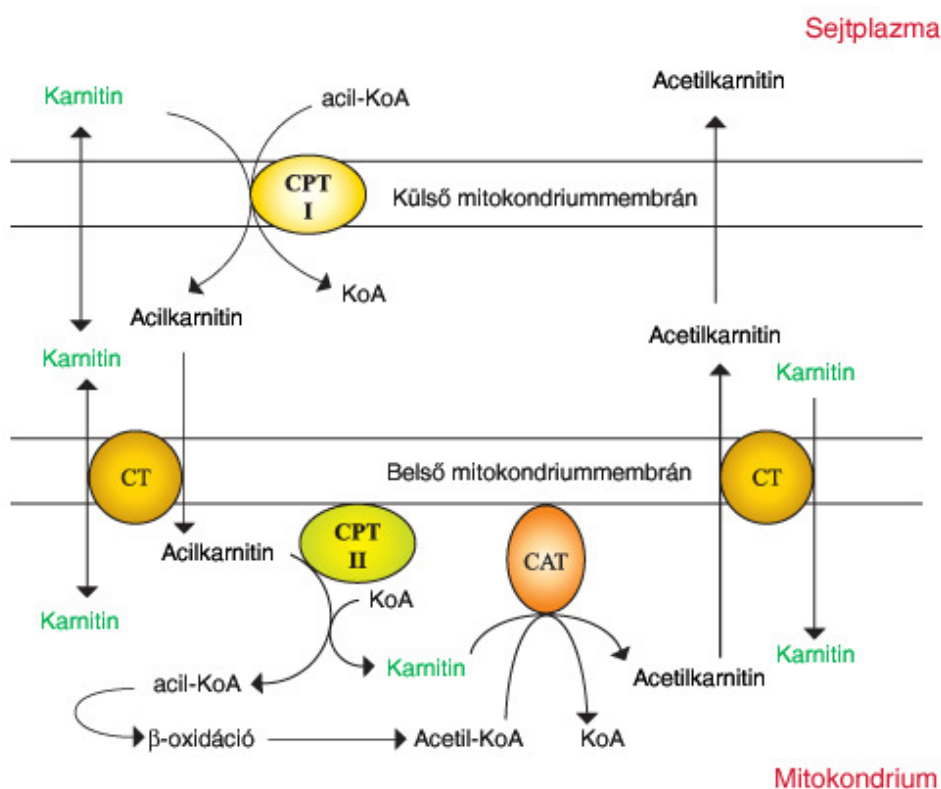 Sejtplazma
Karnitin
acil-KoA
Acetilkarnitin
CPT
I
Külső mitokondriummembrán
KoA
Acilkarnitin
Karnitin
Acetilkarnitin
Karnitin
CT
Belső mitokondriummembrán
CT
Acilkarnitin
CPT
II
CAT
KoA
Karnitin
Karnitin
Acetilkarnitin
Karnitin
acil-KoA
β-oxidáció
Acetil-KoA
KoA
Mitokondrium